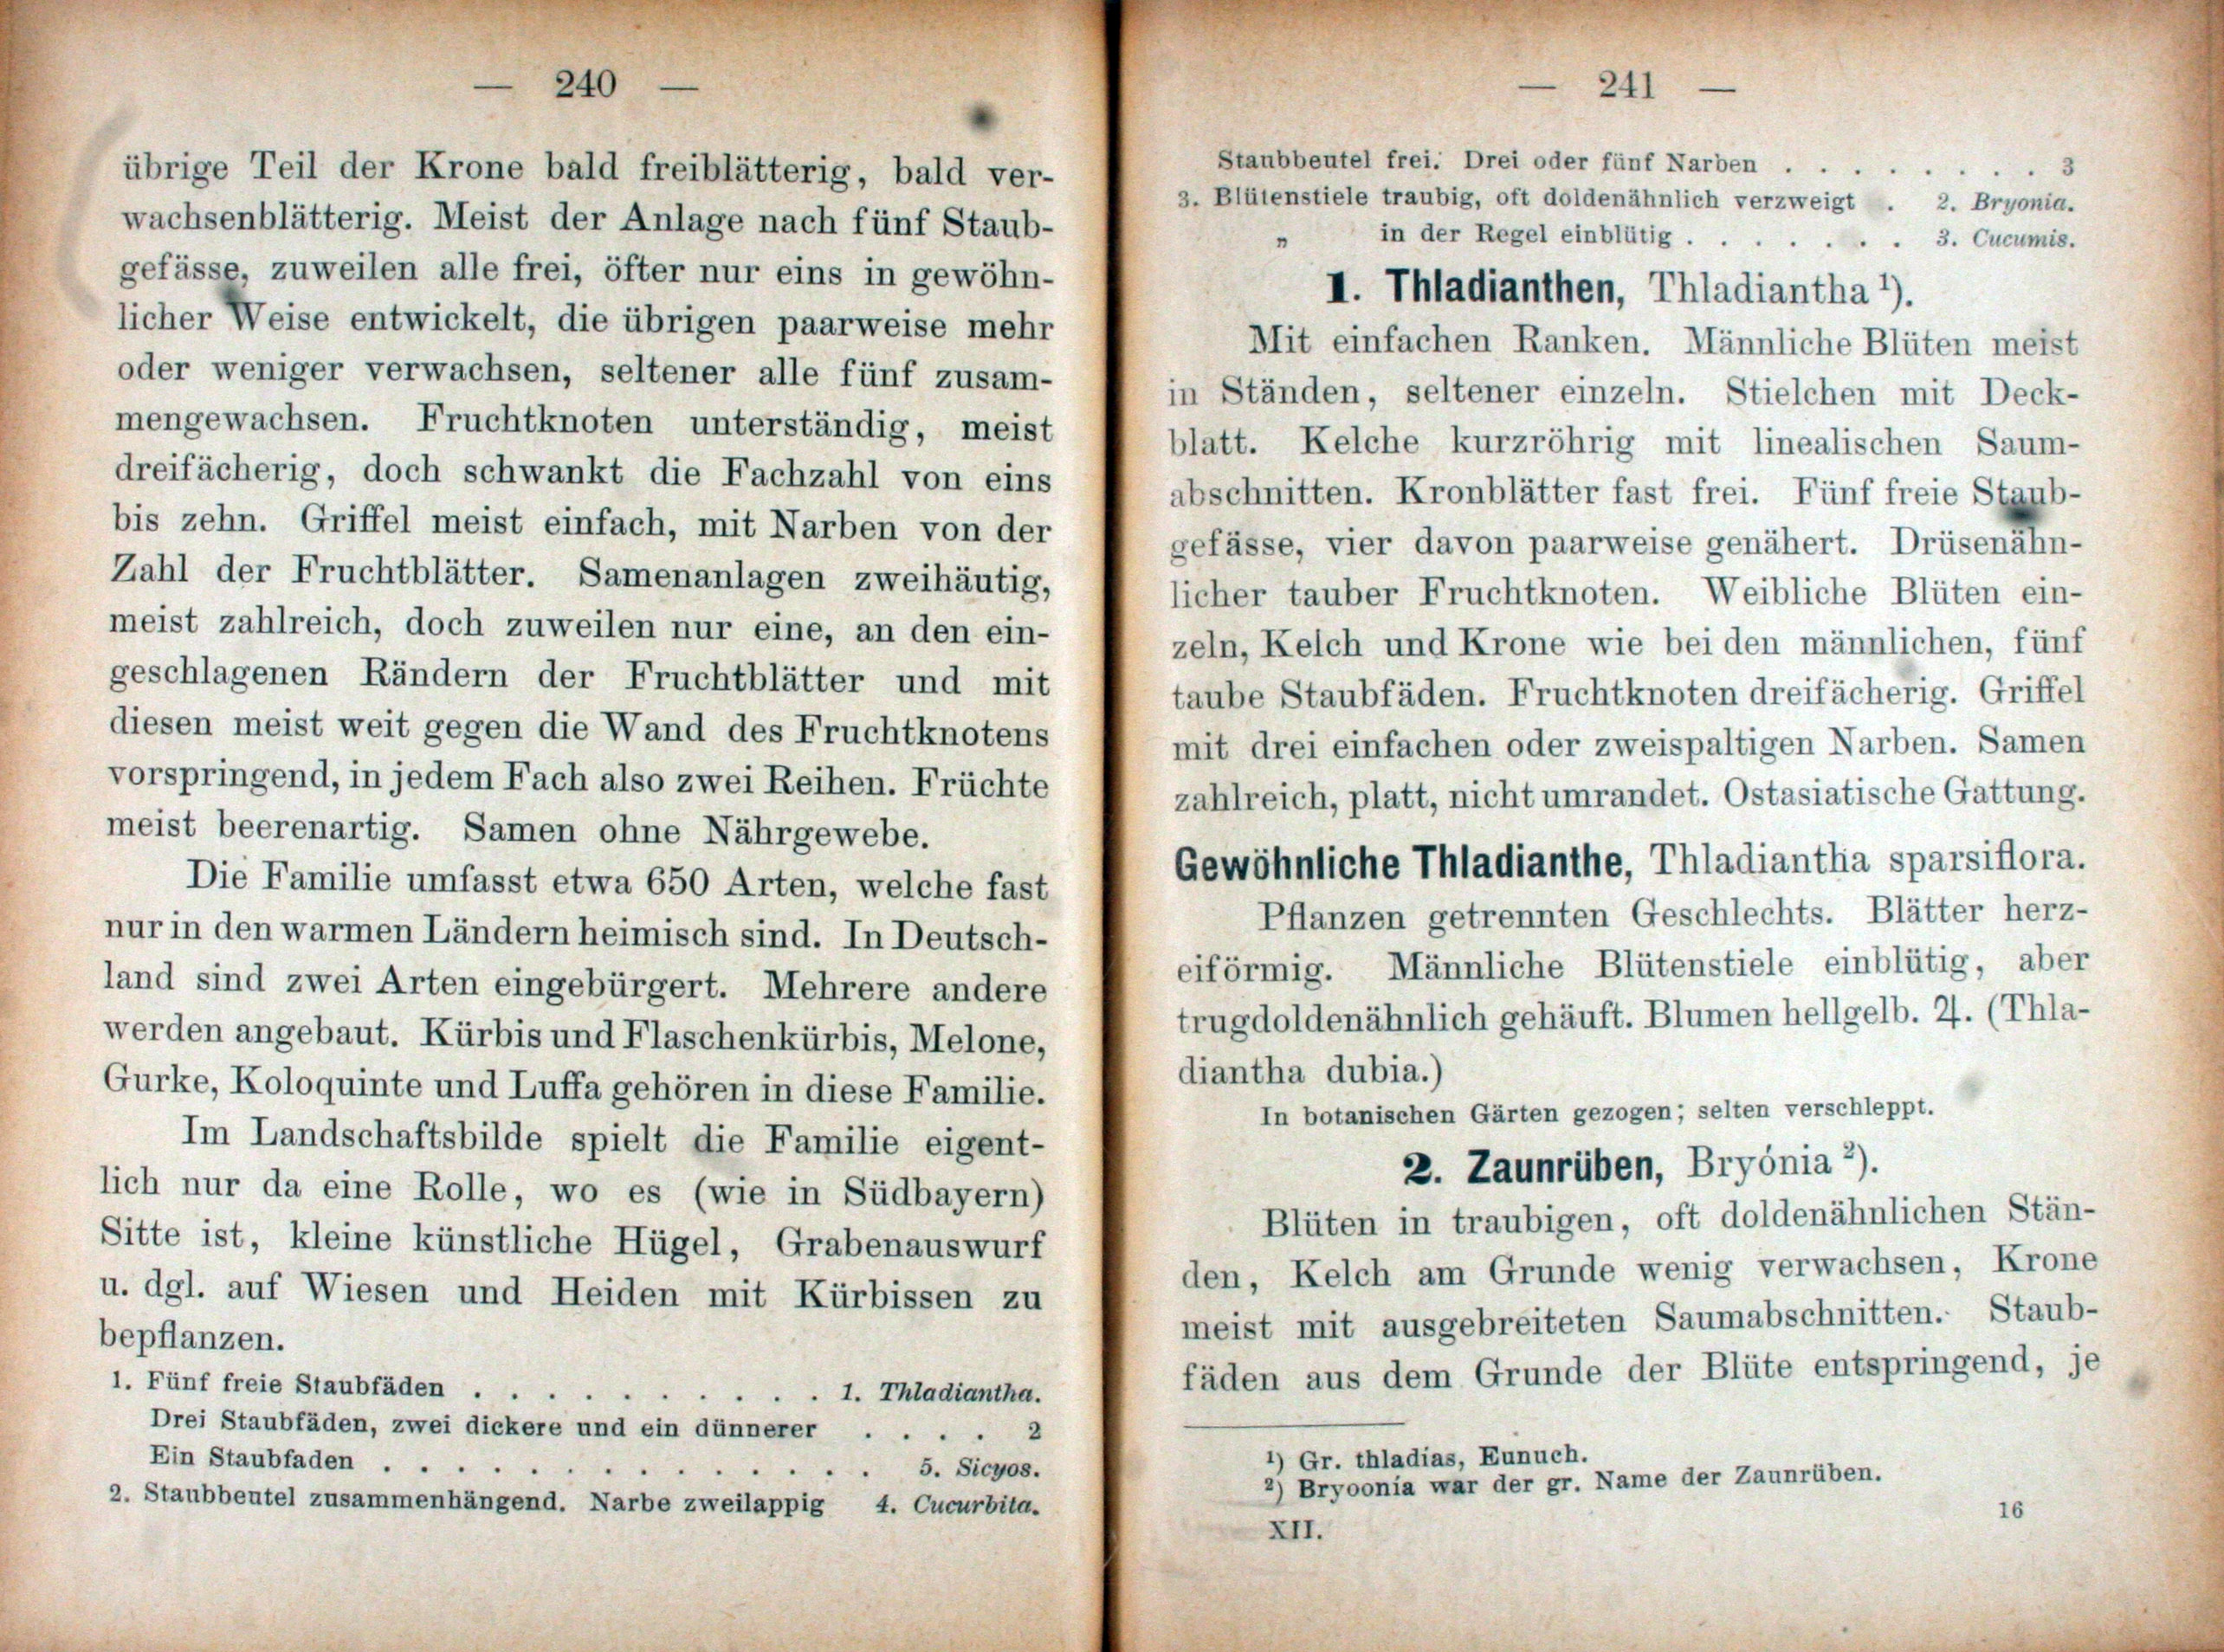 — 240 —
übrige Teil der Krone bald freiblätterig, bald ver-
wachsenblätterig. Meist der Anlage nach fünf Staub-
gefässe, zuweilen alle frei, öfter nur eins in gewöhn-
licher Weise entwickelt, die übrigen paarweise mehr
oder weniger verwachsen, seltener alle fünf zusam-
mengewachsen. Fruchtknoten unterständig, meist
dreifächerig, doch schwankt die Fachzahl von eins
bis zehn. Griffel meist einfach, mit Narben von der
Zahl der Fruchtblätter. Samenanlagen zweihäutig,
meist zahlreich, doch zuweilen nur eine, an den ein-
geschlagenen Rändern der Fruchtblätter und mit
diesen meist weit gegen die Wand des Fruchtknotens
vorspringend, in jedem Fach also zwei Reihen. Früchte
meist beerenartig. Samen ohne Nährgewebe.
Die Familie umfasst etwa 650 Arten, welche fast
nur in den warmen Ländern heimisch sind. In Deutsch-
land sind zwei Arten eingebürgert. Mehrere andere
werden angebaut. Kürbis und Flaschenkürbis, Melone,
Gurke, Koloquinte und Luffa gehören in diese Familie.
Im Landschaftsbilde spielt die Familie eigent-
lich nur da eine Rolle, wo es (wie in Südbayern)
Sitte ist, kleine künstliche Hügel, Grabenauswurf
u. dgl. auf Wiesen und Heiden mit Kürbissen zu
bepflanzen.
1. Fünf freie Staubfäden . . . . . . . . . . 1. Thladiantha.
Drei Staubfäden, zwei dickere und ein dünnerer . . . . 2
Ein Staubfaden . . . . . . . . . . . . . . 5. Sicyos.
2. Staubbeutel zusammenhängend. Narbe zweilappig 4. Cucurbita.
— 241 —
Staubbeutel frei. Drei oder fünf Narben . . . . . . . . 3
3. Blütenstiele traubig, oft doldenähnlich verzweigt . 2. Bryonia.
„ in der Regel einblütig . . . . . . . 3. Cucumis.
1. Thladianthen, Thladiantha ¹).
Mit einfachen Ranken. Männliche Blüten meist
in Ständen, seltener einzeln. Stielchen mit Deck-
blatt. Kelche kurzröhrig mit linealischen Saum-
abschnitten. Kronblätter fast frei. Fünf freie Staub-
gefässe, vier davon paarweise genähert. Drüsenähn-
licher tauber Fruchtknoten. Weibliche Blüten ein-
zeln, Kelch und Krone wie bei den männlichen, fünf
taube Staubfäden. Fruchtknoten dreifächerig. Griffel
mit drei einfachen oder zweispaltigen Narben. Samen
zahlreich, platt, nicht umrandet. Ostasiatische Gattung.
Gewöhnliche Thladianthe, Thladiantha sparsiflora.
Pflanzen getrennten Geschlechts. Blätter herz-
eiförmig. Männliche Blütenstiele einblütig, aber
trugdoldenähnlich gehäuft. Blumen hellgelb. ♃. (Thla-
diantha dubia.)
In botanischen Gärten gezogen; selten verschleppt.
2. Zaunrüben, Bryónia ²).
Blüten in traubigen, oft doldenähnlichen Stän-
den, Kelch am Grunde wenig verwachsen, Krone
meist mit ausgebreiteten Saumabschnitten. Staub-
fäden aus dem Grunde der Blüte entspringend, je
¹) Gr. thladias, Eunuch.
²) Bryoonia war der gr. Name der Zaunrüben.
XII. 16